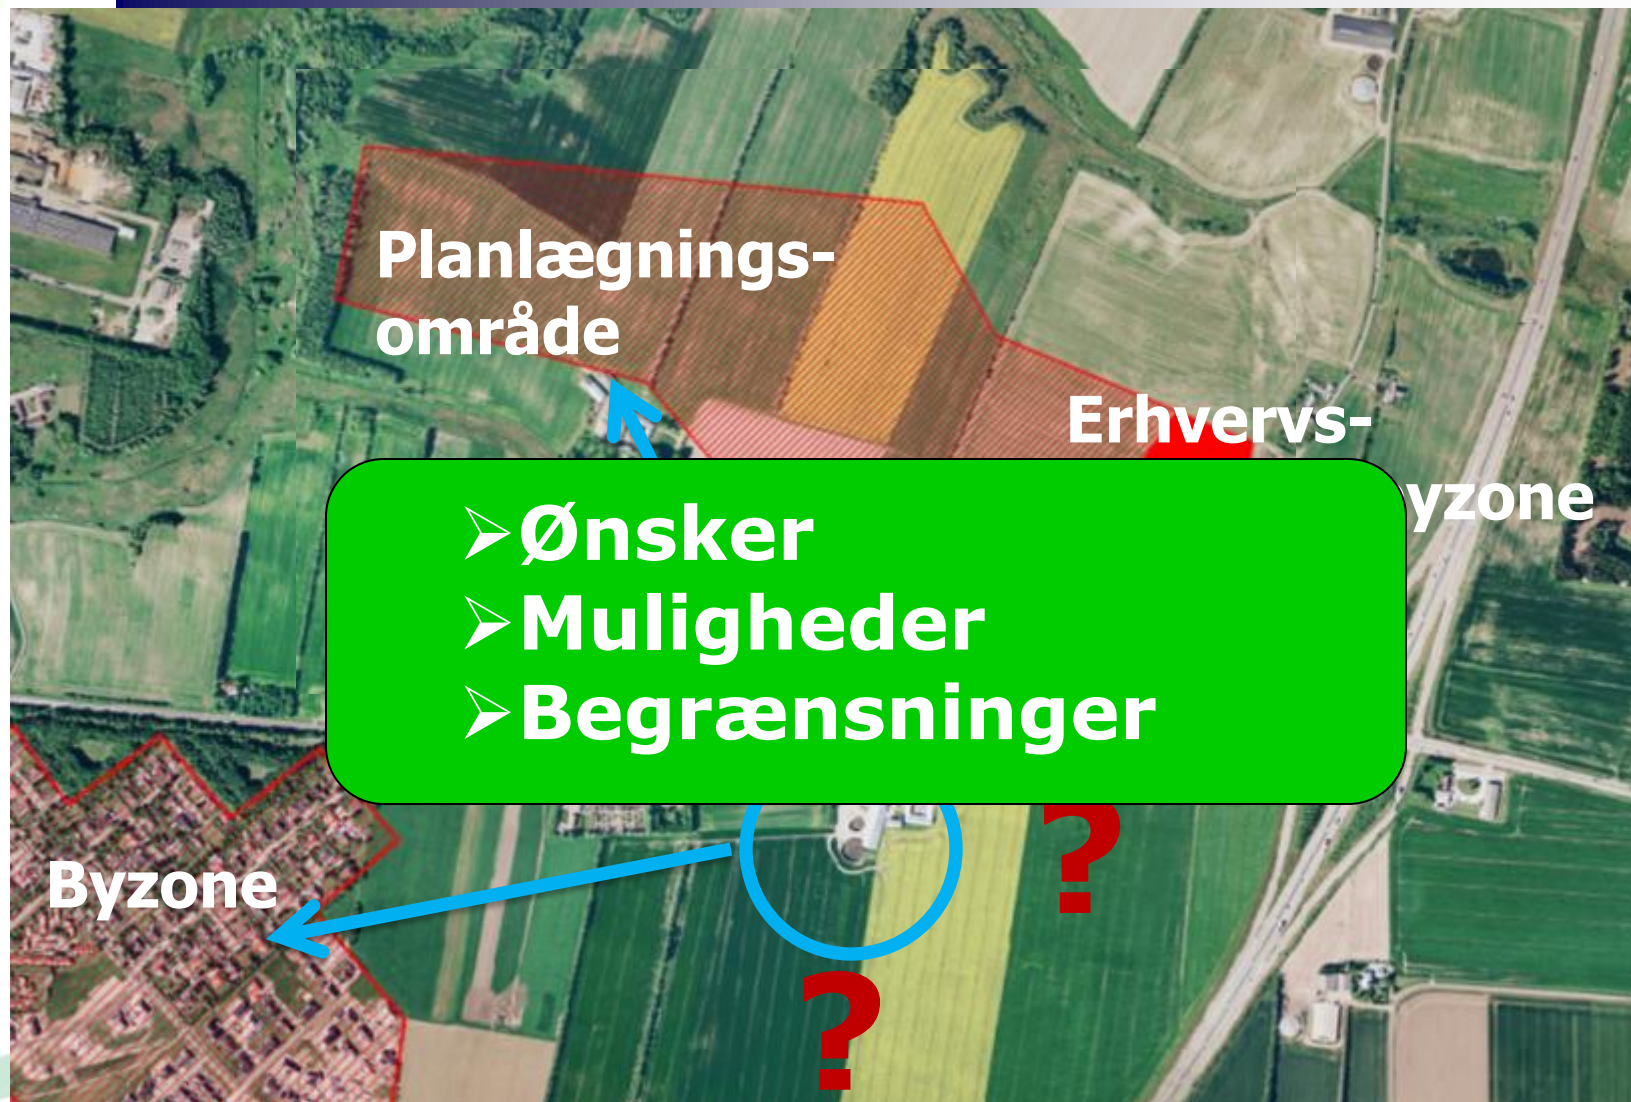 Planlægnings-
område
Erhvervs-
yzone
➢Ønsker
➢Muligheder
➢Begrænsninger
Byzone
?
?